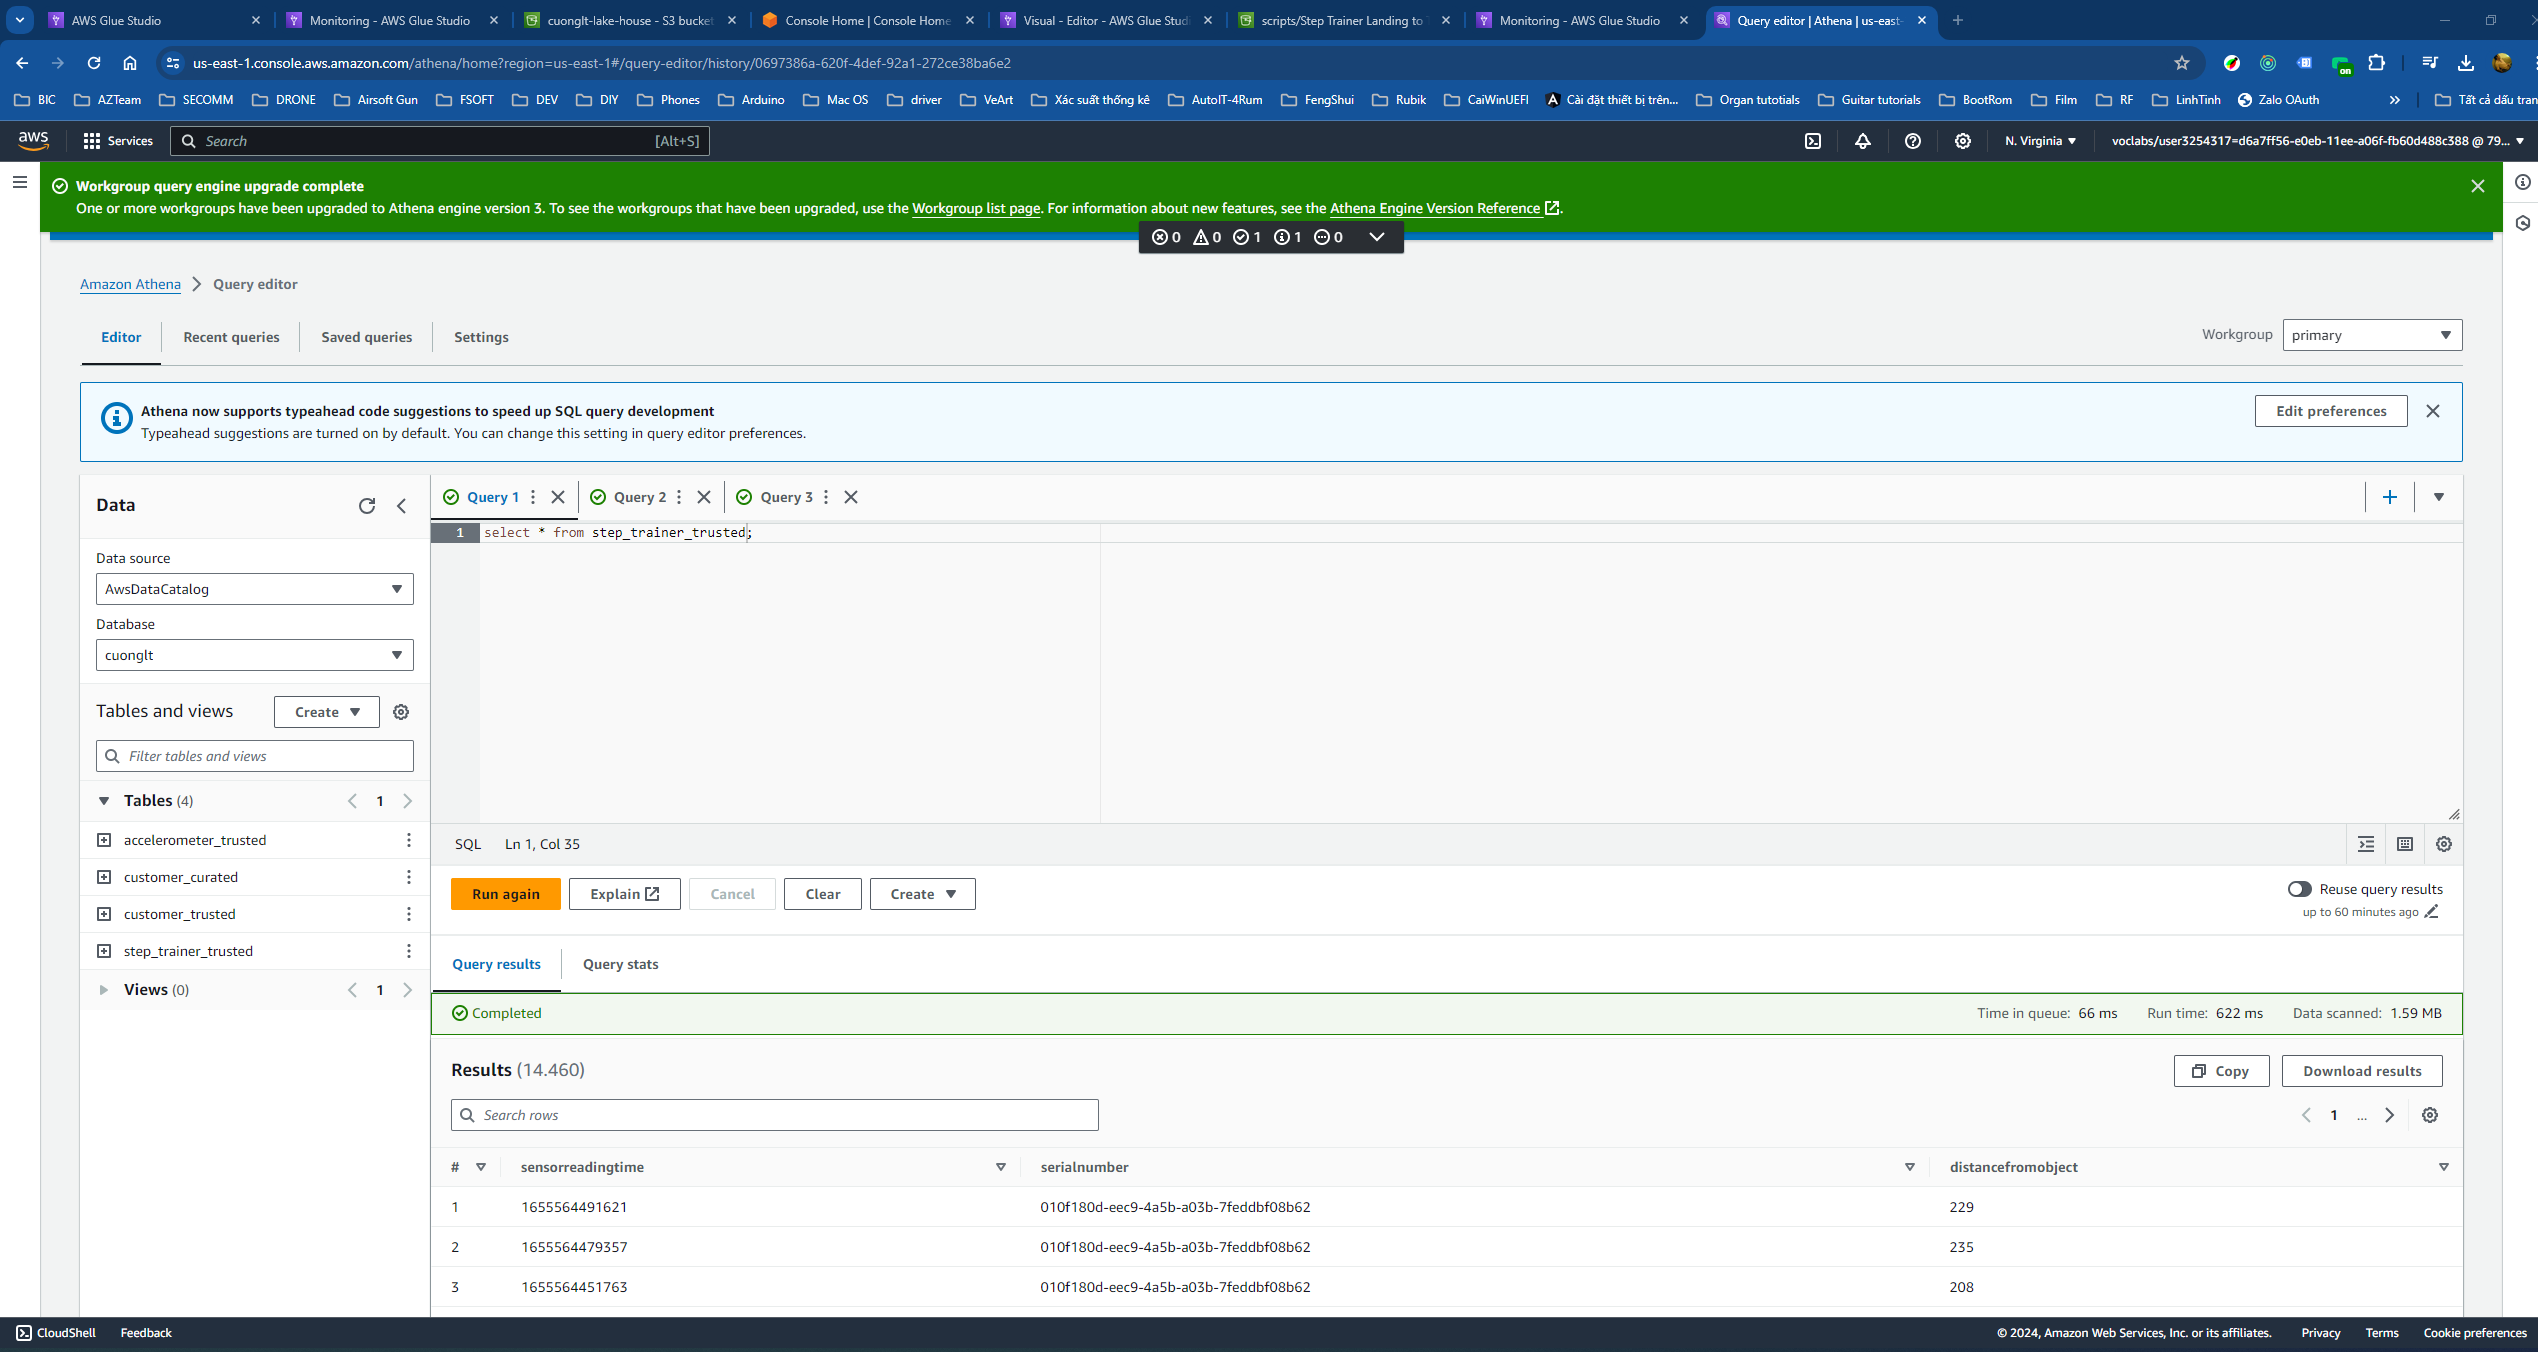 AWS Glue Studio
Monitoring - AWS Glue Studio
cuonglt-lake-house - S3 bucket
Console Home | Console Home
Visual - Editor - AWS Glue Studi
scripts/Step Trainer Landing to
Monitoring - AWS Glue Studio
Query editor | Athena | us-east-
us-east-1.console.aws.amazon.com/athena/home?region=us-east-1#/query-editor/history/0697386a-620f-4def-92a1-272ce38ba6e2
on
BIC AZTeam SECOMM DRONE Airsoft Gun FSOFT DEV DIY Phones Arduino Mac OS driver VeArt Xác suất thống kê AutoIT-4Rum FengShui Rubik CaiWinUEFI Cài đặt thiết bị trên... Organ tutotials Guitar tutorials BootRom Film RF LinhTinh Zalo OAuth » Tất cả dấu tran
aws Services Search [Alt+S] N. Virginia voclabs/user3254317=d6a7ff56-e0eb-11ee-a06f-fb60d488c388 @ 79...
Workgroup query engine upgrade complete
One or more workgroups have been upgraded to Athena engine version 3. To see the workgroups that have been upgraded, use the Workgroup list page. For information about new features, see the Athena Engine Version Reference.
0 0 1 1 0
Amazon Athena > Query editor
Editor Recent queries Saved queries Settings
Workgroup primary
Athena now supports typeahead code suggestions to speed up SQL query development
Typeahead suggestions are turned on by default. You can change this setting in query editor preferences.
Edit preferences
Data
Data source
AwsDataCatalog
Database
cuonglt
Tables and views Create
Filter tables and views
Tables (4) 1
accelerometer_trusted
customer_curated
customer_trusted
step_trainer_trusted
Views (0) 1
Query 1 Query 2 Query 3
1 select * from step_trainer_trusted;
SQL Ln 1, Col 35
Run again Explain Cancel Clear Create
Reuse query results
up to 60 minutes ago
Query results Query stats
Completed
Time in queue: 66 ms Run time: 622 ms Data scanned: 1.59 MB
Results (14.460)
Copy Download results
Search rows
1 ...
# sensorreadingtime serialnumber distancefromobject
1 1655564491621 010f180d-eec9-4a5b-a03b-7feddbf08b62 229
2 1655564479357 010f180d-eec9-4a5b-a03b-7feddbf08b62 235
3 1655564451763 010f180d-eec9-4a5b-a03b-7feddbf08b62 208
CloudShell Feedback
© 2024, Amazon Web Services, Inc. or its affiliates. Privacy Terms Cookie preferences